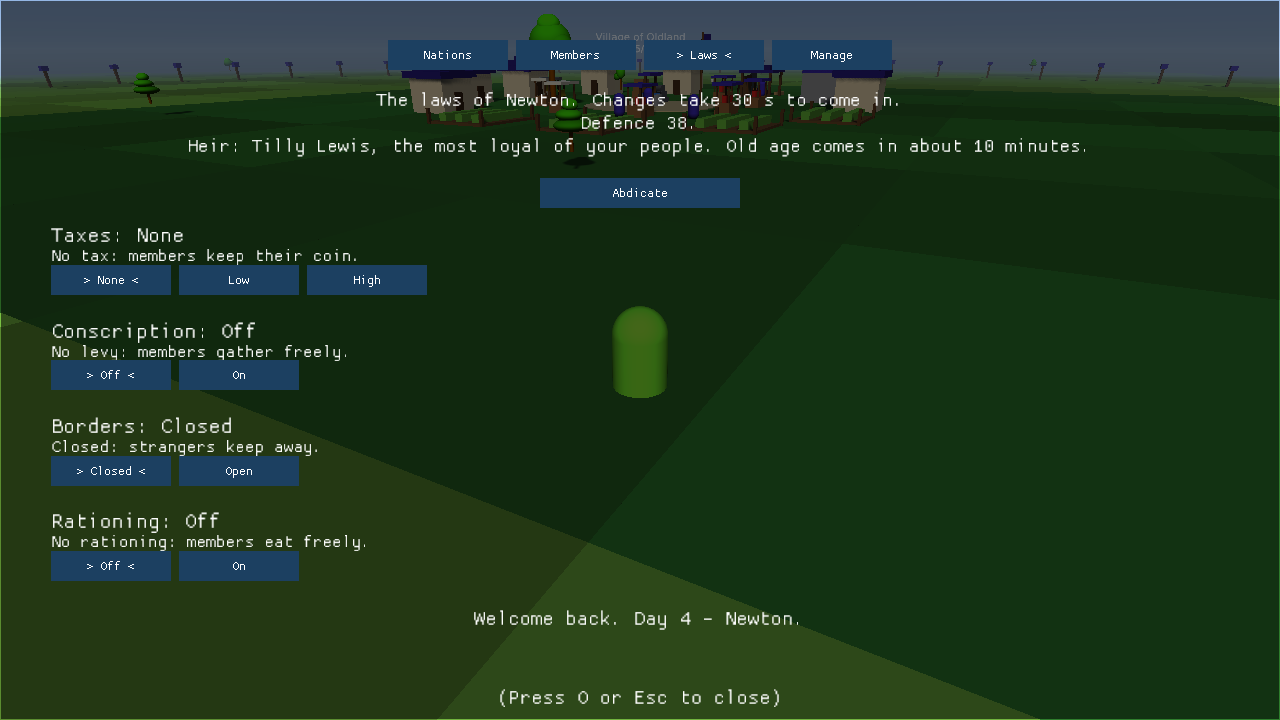 Village of Oldland
Nations Members > Laws < Manage
The laws of Newton. Changes take 30 s to come in.
Defence 38.
Heir: Tilly Lewis, the most loyal of your people. Old age comes in about 10 minutes.
Abdicate
Taxes: None
No tax: members keep their coin.
> None < Low High
Conscription: Off
No levy: members gather freely.
> Off < On
Borders: Closed
Closed: strangers keep away.
> Closed < Open
Rationing: Off
No rationing: members eat freely.
> Off < On
Welcome back. Day 4 - Newton.
(Press O or Esc to close)